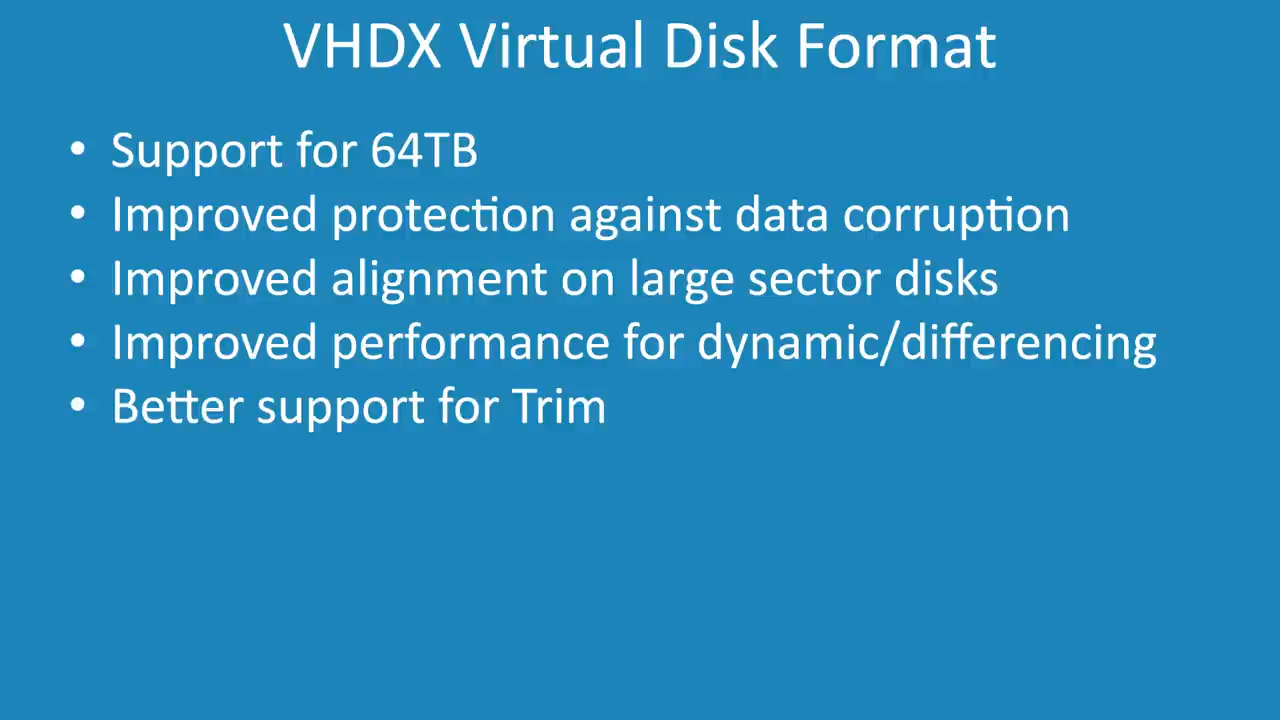 VHDX Virtual Disk Format
• Support for 64TB
• Improved protection against data corruption
• Improved alignment on large sector disks
• Improved performance for dynamic/differencing
• Better support for Trim